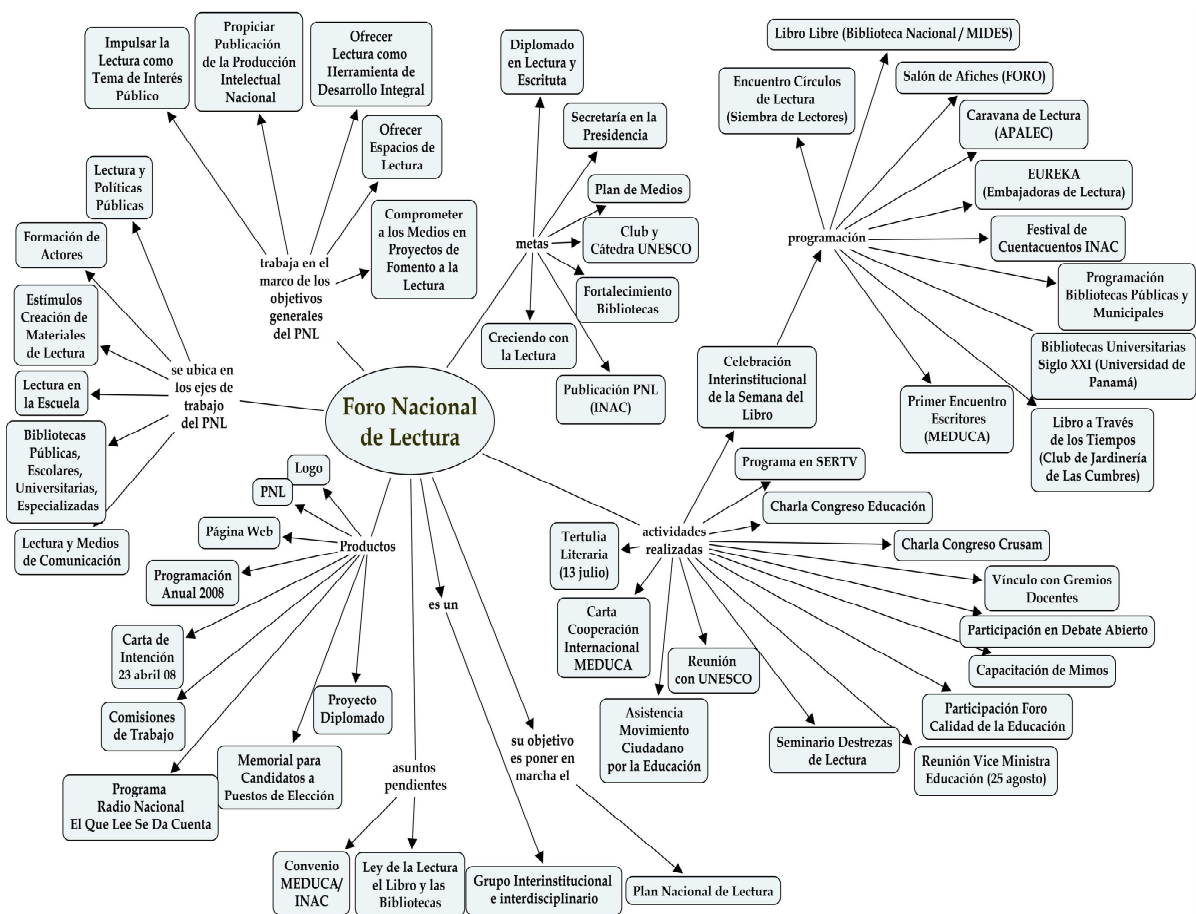 Foro Nacional
de Lectura
trabaja en el
marco de los
objetivos
generales
del PNL
Impulsar la
Lectura como
Tema de Interés
Público
Propiciar
Publicación
de la Producción
Intelectual
Nacional
Ofrecer
Lectura como
Herramienta de
Desarrollo Integral
Ofrecer
Espacios de
Lectura
Comprometer
a los Medios en
Proyectos de
Fomento a la
Lectura
metas
Diplomado
en Lectura y
Escrituta
Secretaría en la
Presidencia
Plan de Medios
Club y
Cátedra UNESCO
Fortalecimiento
Bibliotecas
Creciendo con
la Lectura
Publicación PNL
(INAC)
programación
Libro Libre (Biblioteca Nacional / MIDES)
Encuentro Círculos
de Lectura
(Siembra de Lectores)
Salón de Afiches (FORO)
Caravana de Lectura
(APALEC)
EUREKA
(Embajadoras de Lectura)
Festival de
Cuentacuentos INAC
Programación
Bibliotecas Públicas y
Municipales
Bibliotecas Universitarias
Siglo XXI (Universidad de
Panamá)
Libro a Través
de los Tiempos
(Club de Jardinería
de Las Cumbres)
Primer Encuentro
Escritores
(MEDUCA)
Celebración
Interinstitucional
de la Semana del
Libro
se ubica en
los ejes de
trabajo
del PNL
Lectura y
Políticas
Públicas
Formación de
Actores
Estímulos
Creación de
Materiales
de Lectura
Lectura en
la Escuela
Bibliotecas
Públicas,
Escolares,
Universitarias,
Especializadas
Lectura y Medios
de Comunicación
Productos
Logo
PNL
Página Web
Programación
Anual 2008
Carta de
Intención
23 abril 08
Comisiones
de Trabajo
Programa
Radio Nacional
El Que Lee Se Da Cuenta
Memorial para
Candidatos a
Puestos de Elección
Proyecto
Diplomado
asuntos
pendientes
Convenio
MEDUCA/
INAC
Ley de la Lectura
el Libro y las
Bibliotecas
es un
Grupo Interinstitucional
e interdisciplinario
su objetivo
es poner en
marcha el
Plan Nacional de Lectura
actividades
realizadas
Programa en SERTV
Charla Congreso Educación
Charla Congreso Crusam
Vínculo con Gremios
Docentes
Participación en Debate Abierto
Capacitación de Mimos
Participación Foro
Calidad de la Educación
Reunión Vice Ministra
Educación (25 agosto)
Seminario Destrezas
de Lectura
Reunión
con UNESCO
Asistencia
Movimiento
Ciudadano
por la Educación
Carta
Cooperación
Internacional
MEDUCA
Tertulia
Literaria
(13 julio)